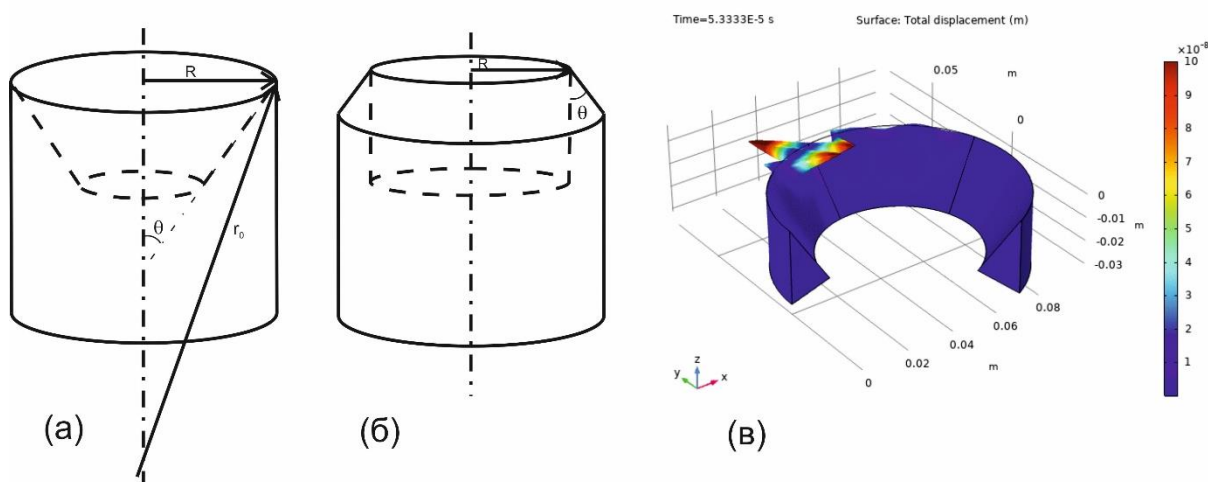 R
θ
r₀
(а)
R
θ
(б)
Time=5.3333E-5 s
Surface: Total displacement (m)
0.05
m
0
0
-0.01
-0.02
m
-0.03
0.08
0.06
m
0.04
0.02
0
z
y
x
×10⁻⁸
10
9
8
7
6
5
4
3
2
1
(в)